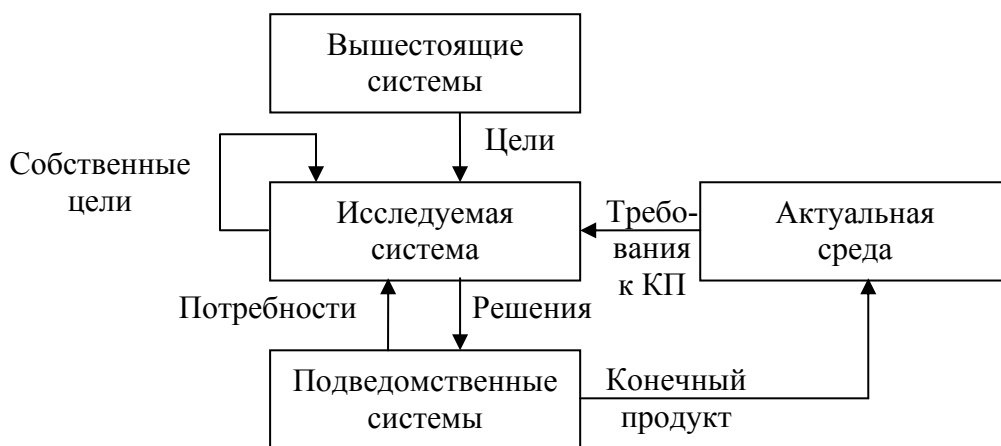 Вышестоящие
системы
Цели
Собственные
цели
Исследуемая
система
Требо-
вания
к КП
Актуальная
среда
Потребности
Решения
Подведомственные
системы
Конечный
продукт